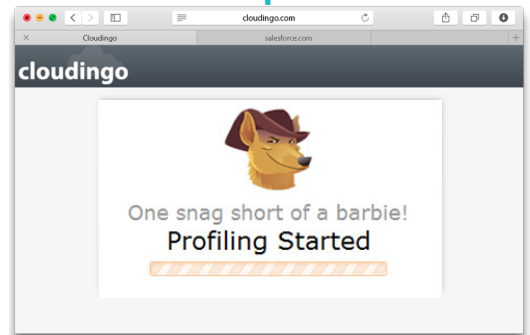 cloudingo.com
Cloudingo
salesforce.com
cloudingo
One snag short of a barbie!
Profiling Started